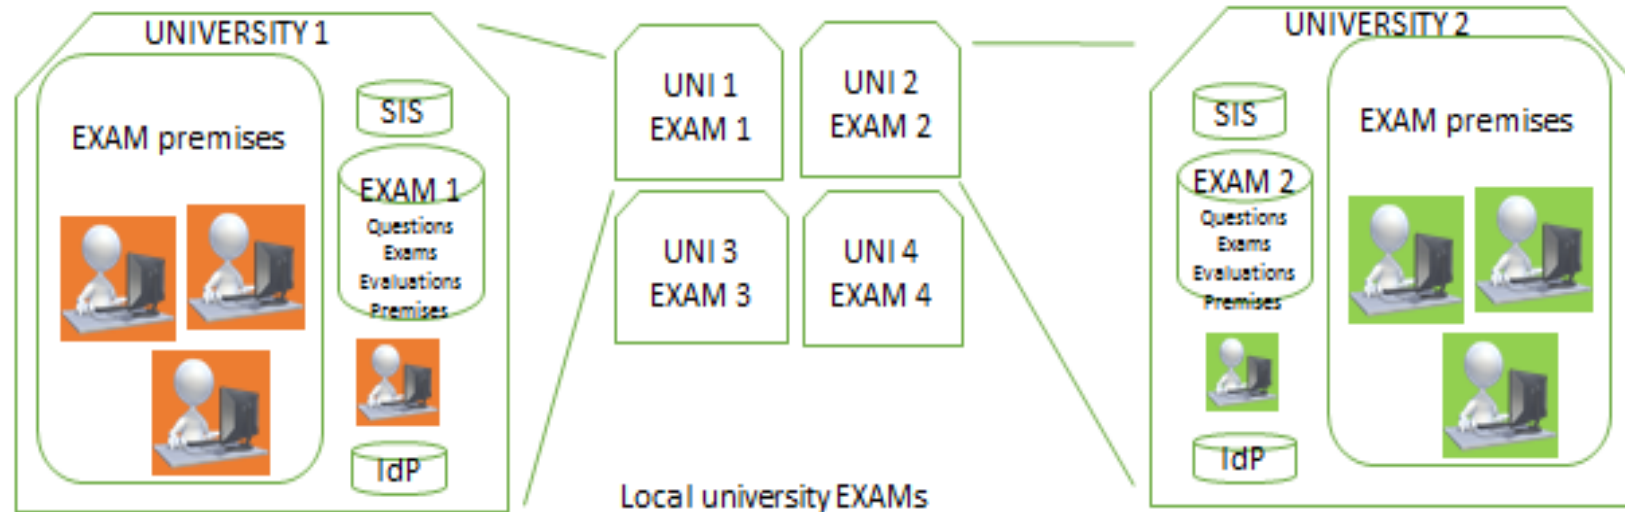 UNIVERSITY 1
EXAM premises
SIS
EXAM 1
Questions
Exams
Evaluations
Premises
IdP
UNI 1
EXAM 1
UNI 2
EXAM 2
UNI 3
EXAM 3
UNI 4
EXAM 4
Local university EXAMs
UNIVERSITY 2
SIS
EXAM 2
Questions
Exams
Evaluations
Premises
IdP
EXAM premises